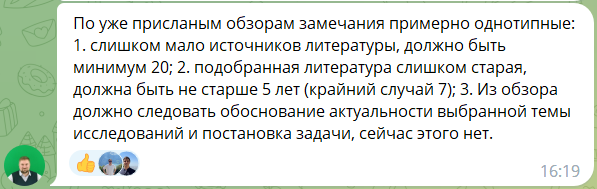 По уже присланым обзорам замечания примерно однотипные:
1. слишком мало источников литературы, должно быть
минимум 20; 2. подобранная литература слишком старая,
должна быть не старше 5 лет (крайний случай 7); 3. Из обзора
должно следовать обоснование актуальности выбранной темы
исследований и постановка задачи, сейчас этого нет.
16:19